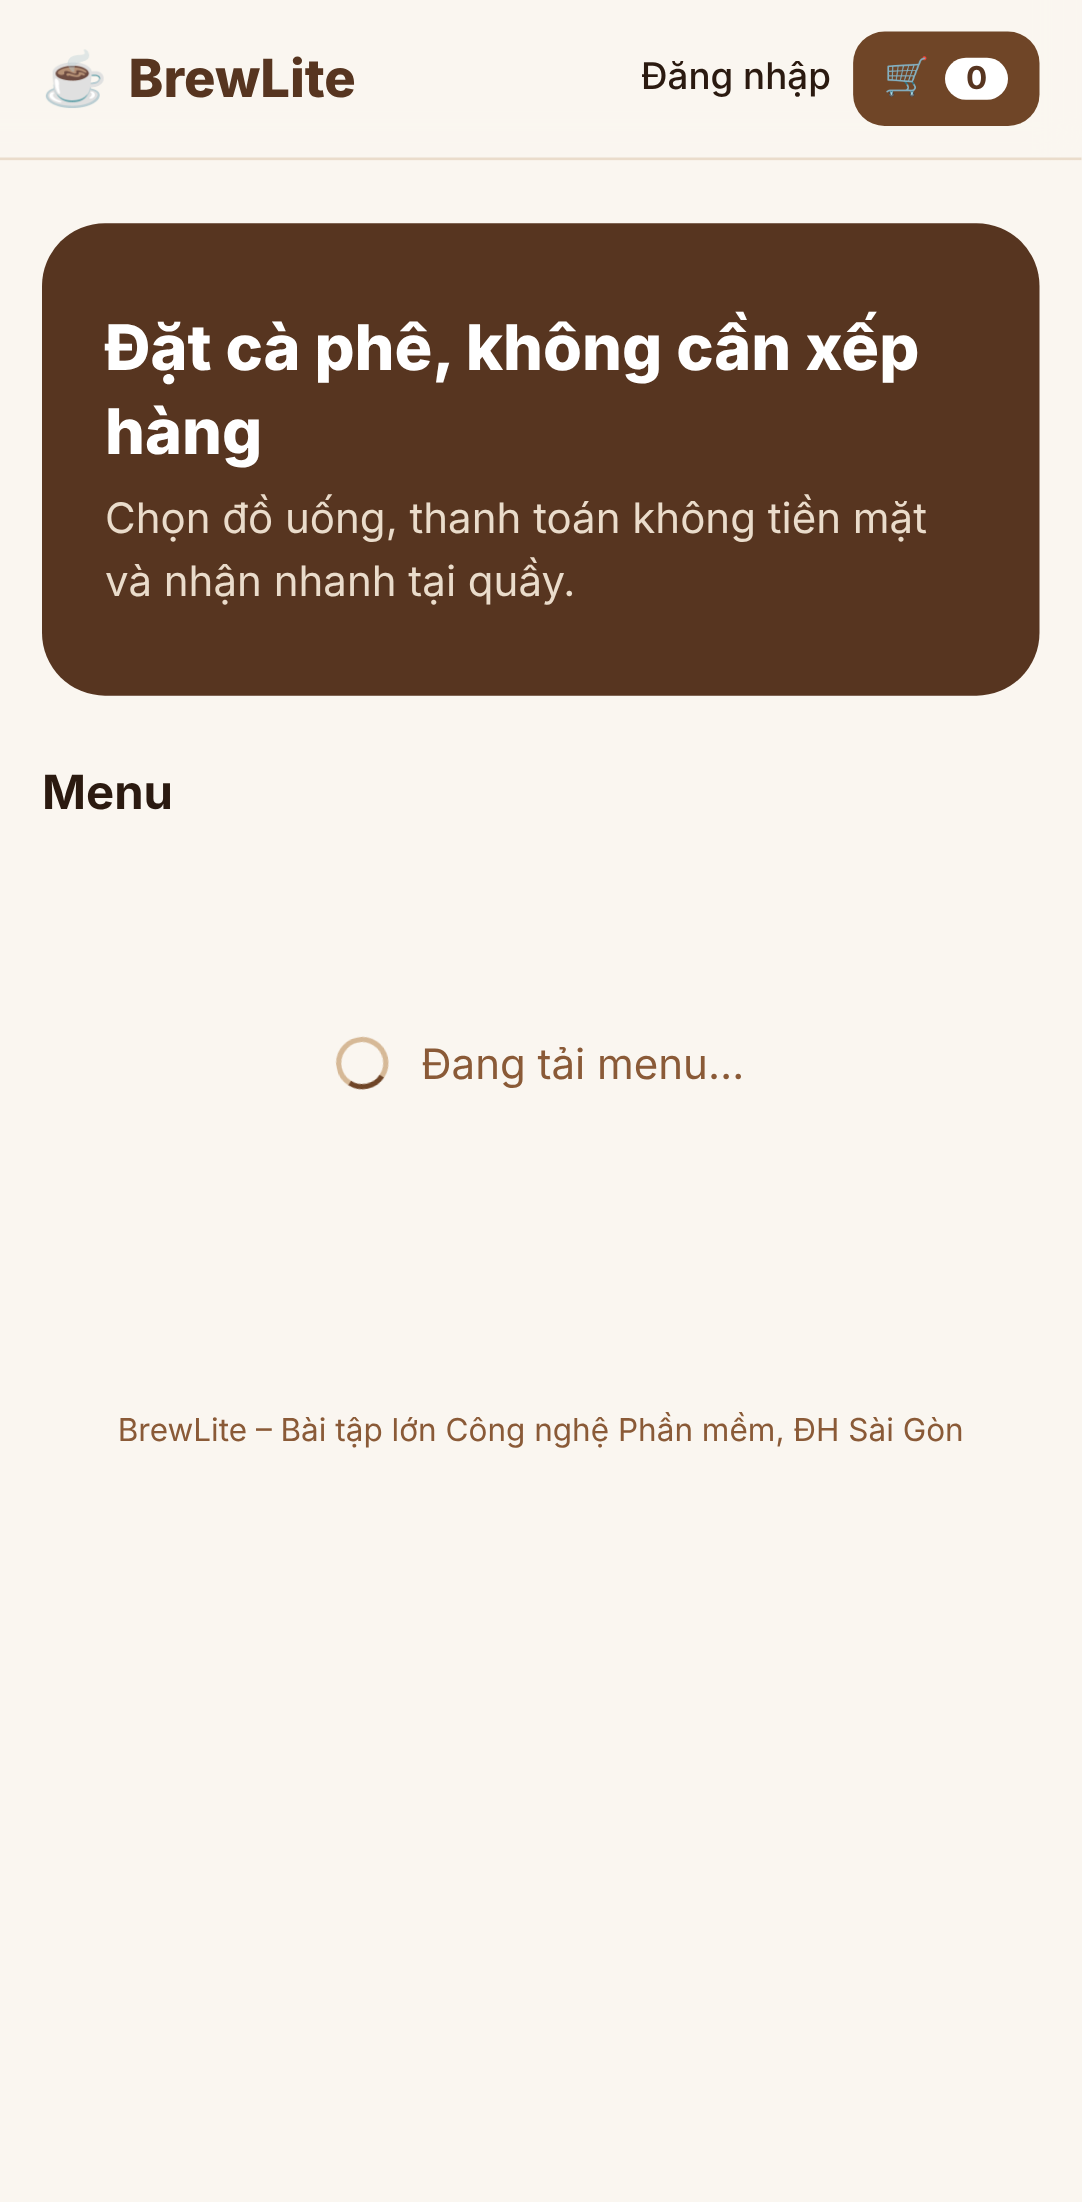 BrewLite
Đăng nhập
0
Đặt cà phê, không cần xếp
hàng
Chọn đồ uống, thanh toán không tiền mặt
và nhận nhanh tại quầy.
Menu
Đang tải menu...
BrewLite – Bài tập lớn Công nghệ Phần mềm, ĐH Sài Gòn